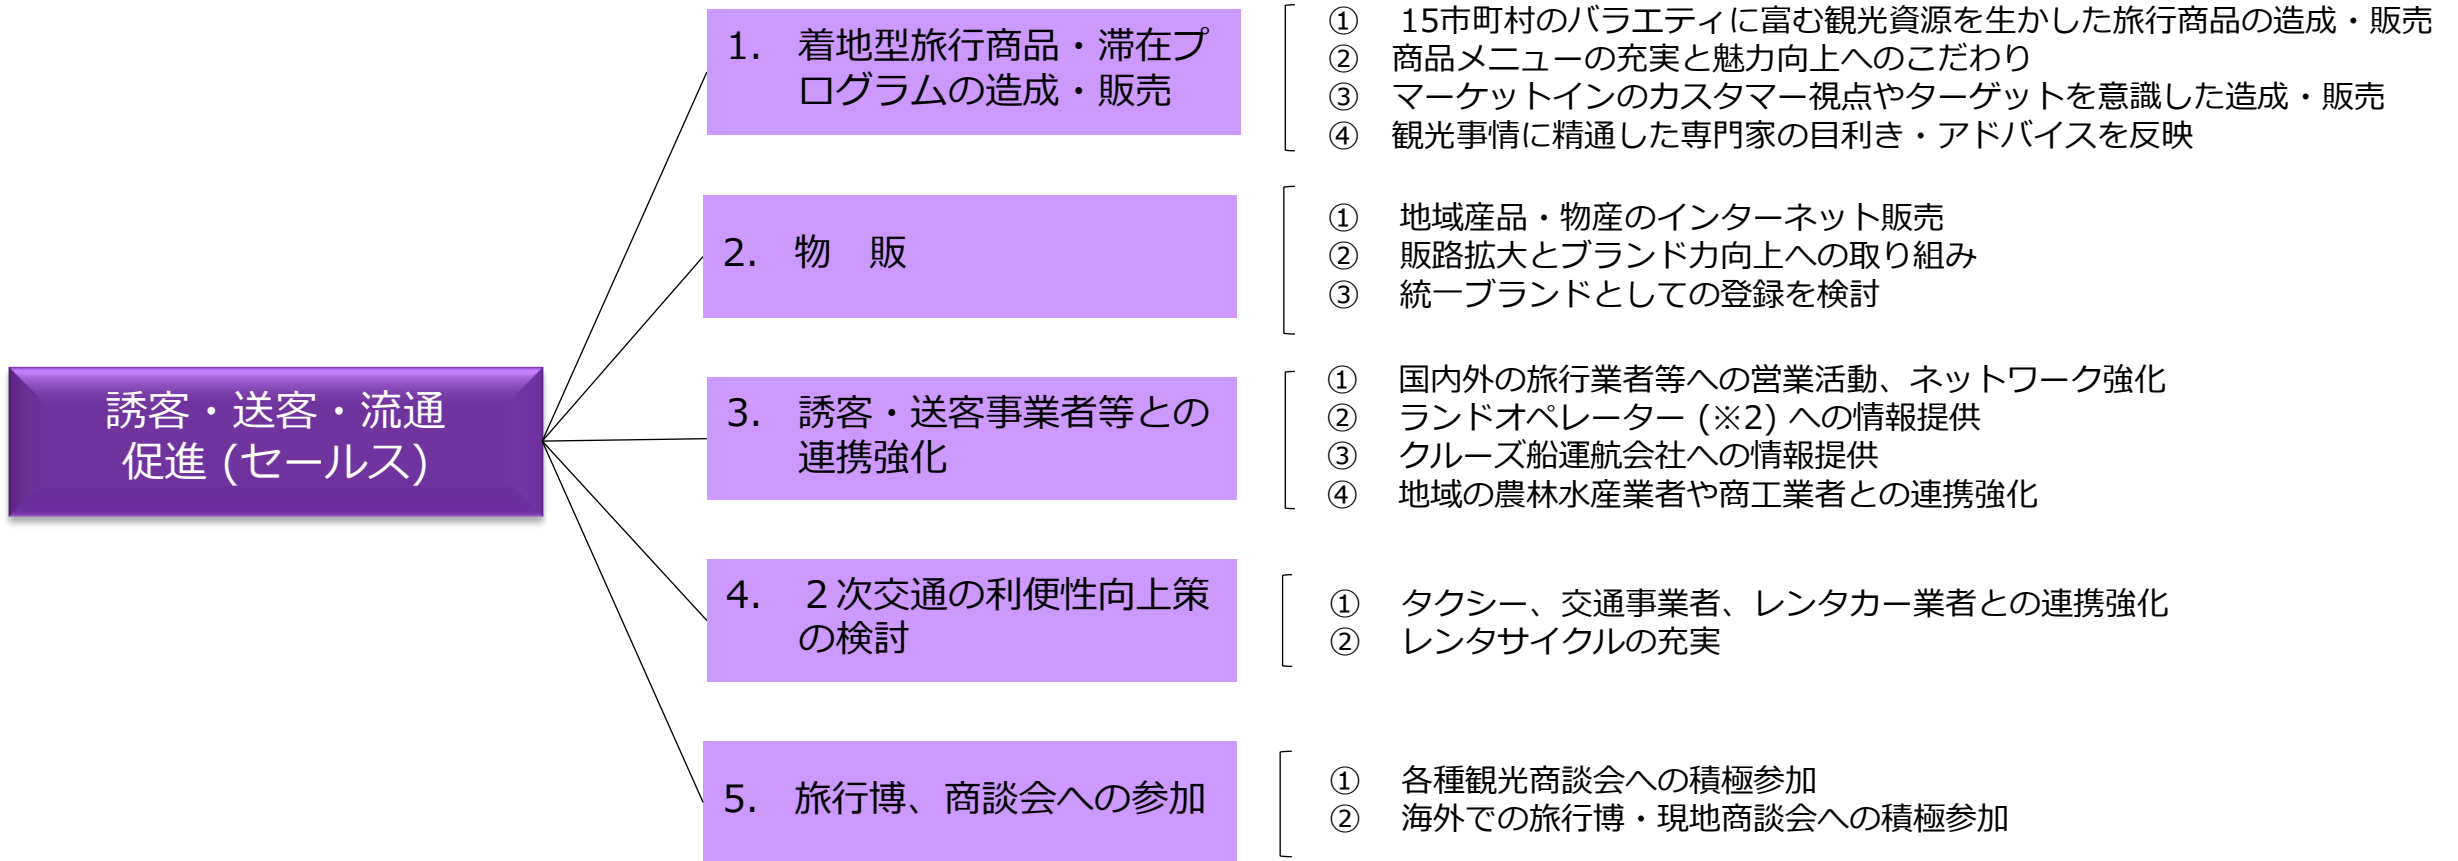 誘客・送客・流通
促進 (セールス)
1. 着地型旅行商品・滞在プ
ログラムの造成・販売
① 15市町村のバラエティに富む観光資源を生かした旅行商品の造成・販売
② 商品メニューの充実と魅力向上へのこだわり
③ マーケットインのカスタマー視点やターゲットを意識した造成・販売
④ 観光事情に精通した専門家の目利き・アドバイスを反映
2. 物　販
① 地域産品・物産のインターネット販売
② 販路拡大とブランド力向上への取り組み
③ 統一ブランドとしての登録を検討
3. 誘客・送客事業者等との
連携強化
① 国内外の旅行業者等への営業活動、ネットワーク強化
② ランドオペレーター (※2) への情報提供
③ クルーズ船運航会社への情報提供
④ 地域の農林水産業者や商工業者との連携強化
4. ２次交通の利便性向上策
の検討
① タクシー、交通事業者、レンタカー業者との連携強化
② レンタサイクルの充実
5. 旅行博、商談会への参加
① 各種観光商談会への積極参加
② 海外での旅行博・現地商談会への積極参加